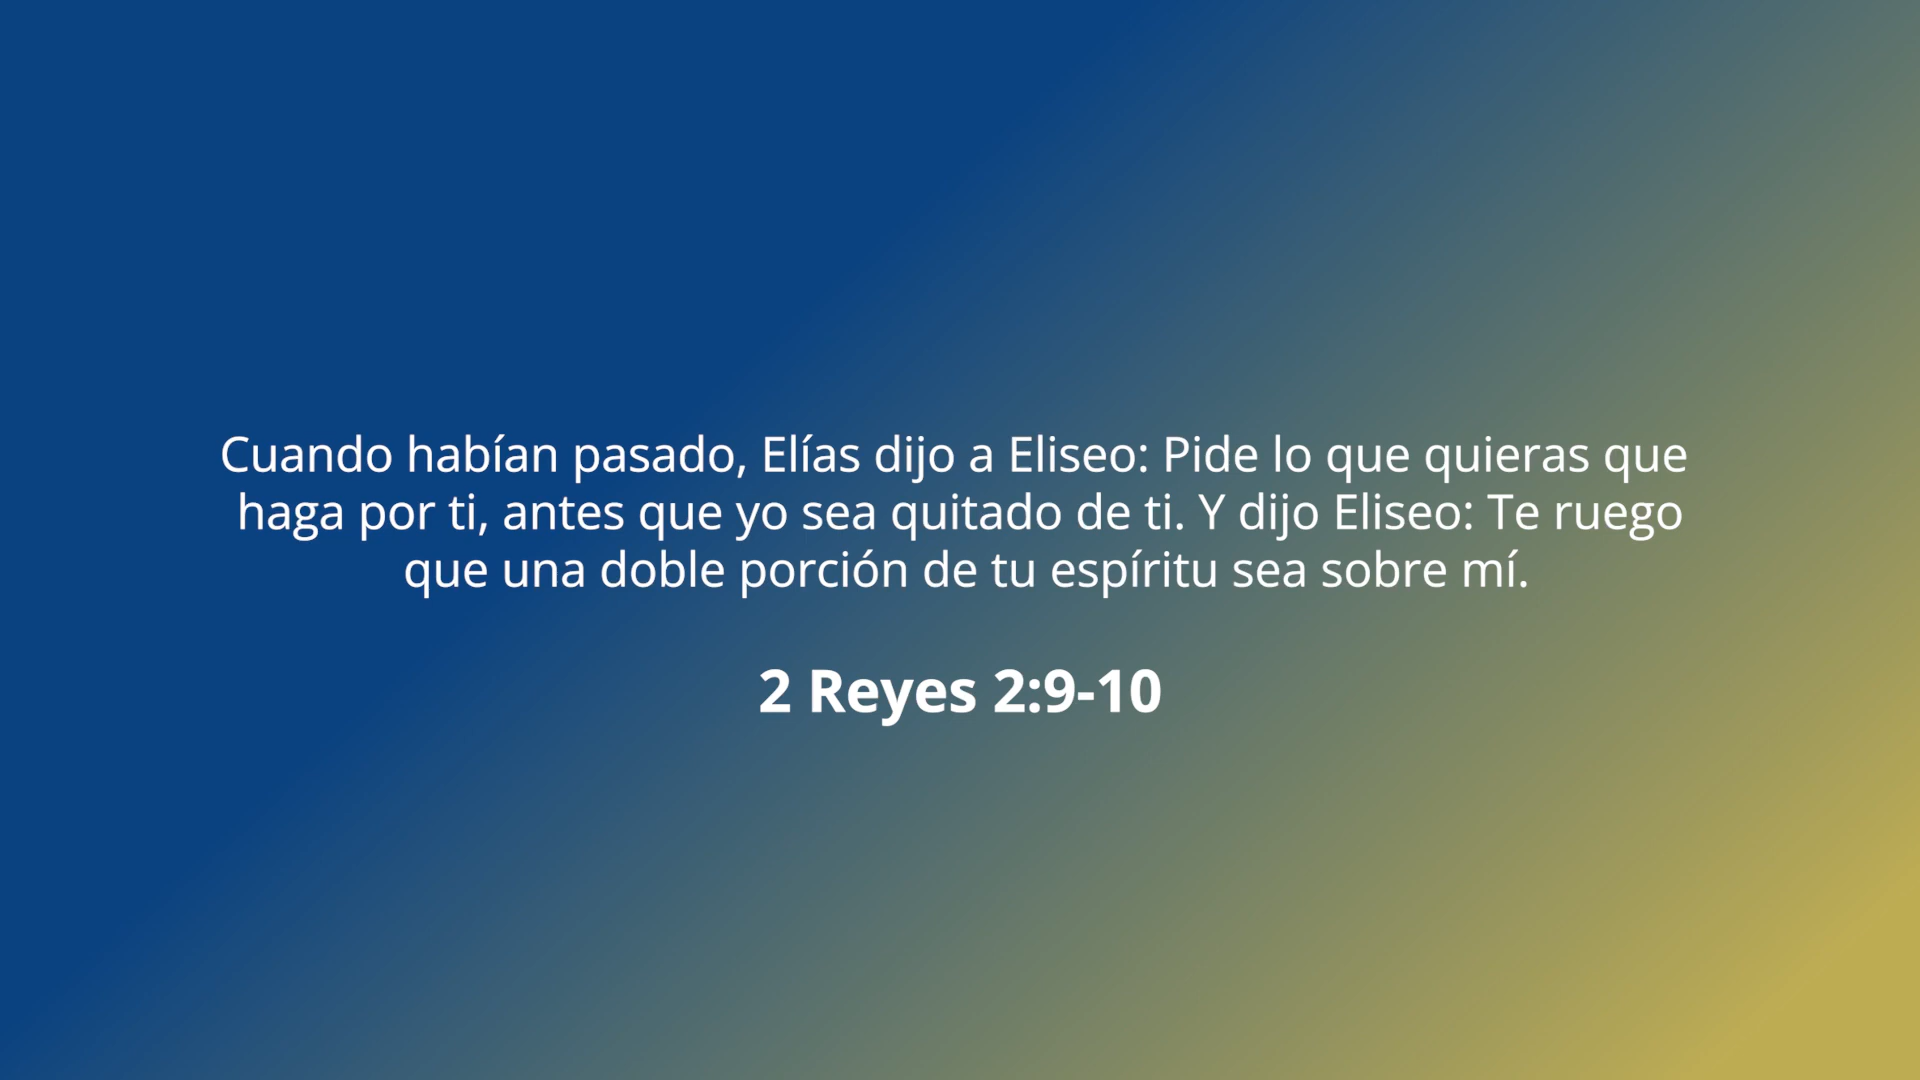 Cuando habían pasado, Elías dijo a Eliseo: Pide lo que quieras que
haga por ti, antes que yo sea quitado de ti. Y dijo Eliseo: Te ruego
que una doble porción de tu espíritu sea sobre mí.
2 Reyes 2:9-10